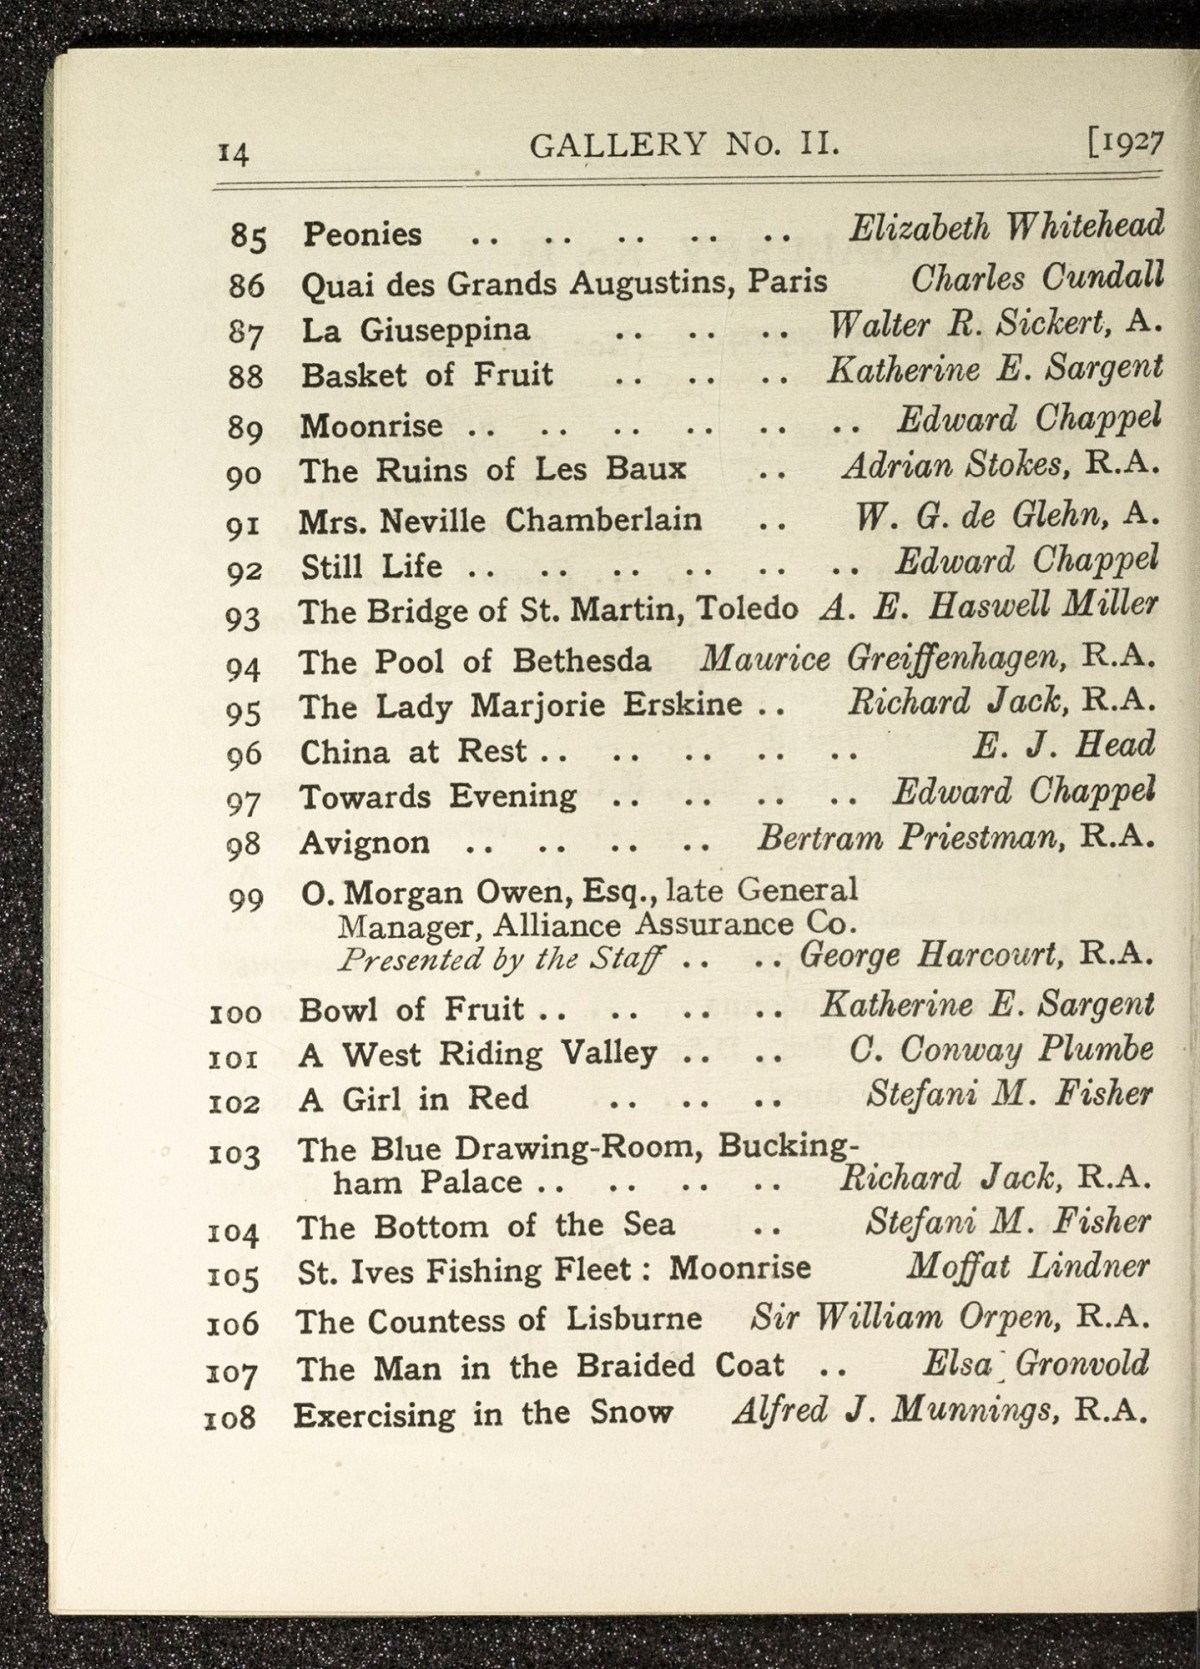 14 GALLERY No. II. [1927
85 Peonies .. .. .. .. .. Elizabeth Whitehead
86 Quai des Grands Augustins, Paris Charles Cundall
87 La Giuseppina .. .. .. Walter R. Sickert, A.
88 Basket of Fruit .. .. .. Katherine E. Sargent
89 Moonrise .. .. .. .. .. .. Edward Chappel
90 The Ruins of Les Baux .. Adrian Stokes, R.A.
91 Mrs. Neville Chamberlain .. W. G. de Glehn, A.
92 Still Life .. .. .. .. .. .. Edward Chappel
93 The Bridge of St. Martin, Toledo A. E. Haswell Miller
94 The Pool of Bethesda Maurice Greiffenhagen, R.A.
95 The Lady Marjorie Erskine .. Richard Jack, R.A.
96 China at Rest .. .. .. .. .. E. J. Head
97 Towards Evening .. .. .. .. Edward Chappel
98 Avignon .. .. .. .. Bertram Priestman, R.A.
99 O. Morgan Owen, Esq., late General
Manager, Alliance Assurance Co.
Presented by the Staff .. .. George Harcourt, R.A.
100 Bowl of Fruit .. .. .. .. Katherine E. Sargent
101 A West Riding Valley .. .. C. Conway Plumbe
102 A Girl in Red .. .. .. Stefani M. Fisher
103 The Blue Drawing-Room, Bucking-
ham Palace .. .. .. .. Richard Jack, R.A.
104 The Bottom of the Sea .. Stefani M. Fisher
105 St. Ives Fishing Fleet : Moonrise Moffat Lindner
106 The Countess of Lisburne Sir William Orpen, R.A.
107 The Man in the Braided Coat .. Elsa Gronvold
108 Exercising in the Snow Alfred J. Munnings, R.A.